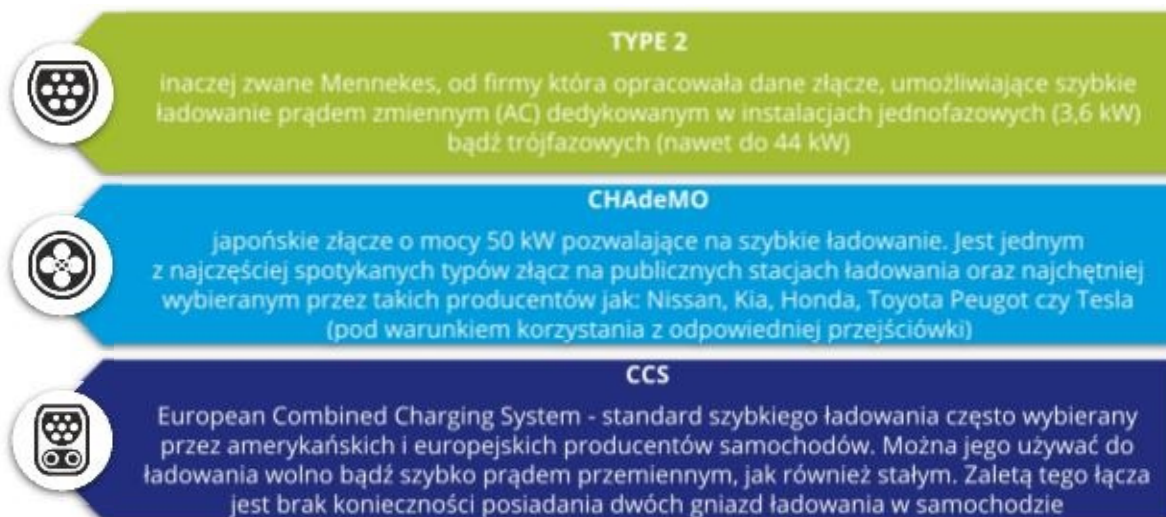 TYPE 2
inaczej zwane Mennekes, od firmy która opracowała dane złącze, umożliwiające szybkie
ładowanie prądem zmiennym (AC) dedykowanym w instalacjach jednofazowych (3,6 kW)
bądź trójfazowych (nawet do 44 kW)
CHAdeMO
japońskie złącze o mocy 50 kW pozwalające na szybkie ładowanie. Jest jednym
z najczęściej spotykanych typów złącz na publicznych stacjach ładowania oraz najchętniej
wybieranym przez takich producentów jak: Nissan, Kia, Honda, Toyota Peugot czy Tesla
(pod warunkiem korzystania z odpowiedniej przejściówki)
CCS
European Combined Charging System - standard szybkiego ładowania często wybierany
przez amerykańskich i europejskich producentów samochodów. Można jego używać do
ładowania wolno bądź szybko prądem przemiennym, jak również stałym. Zaletą tego łącza
jest brak konieczności posiadania dwóch gniazd ładowania w samochodzie